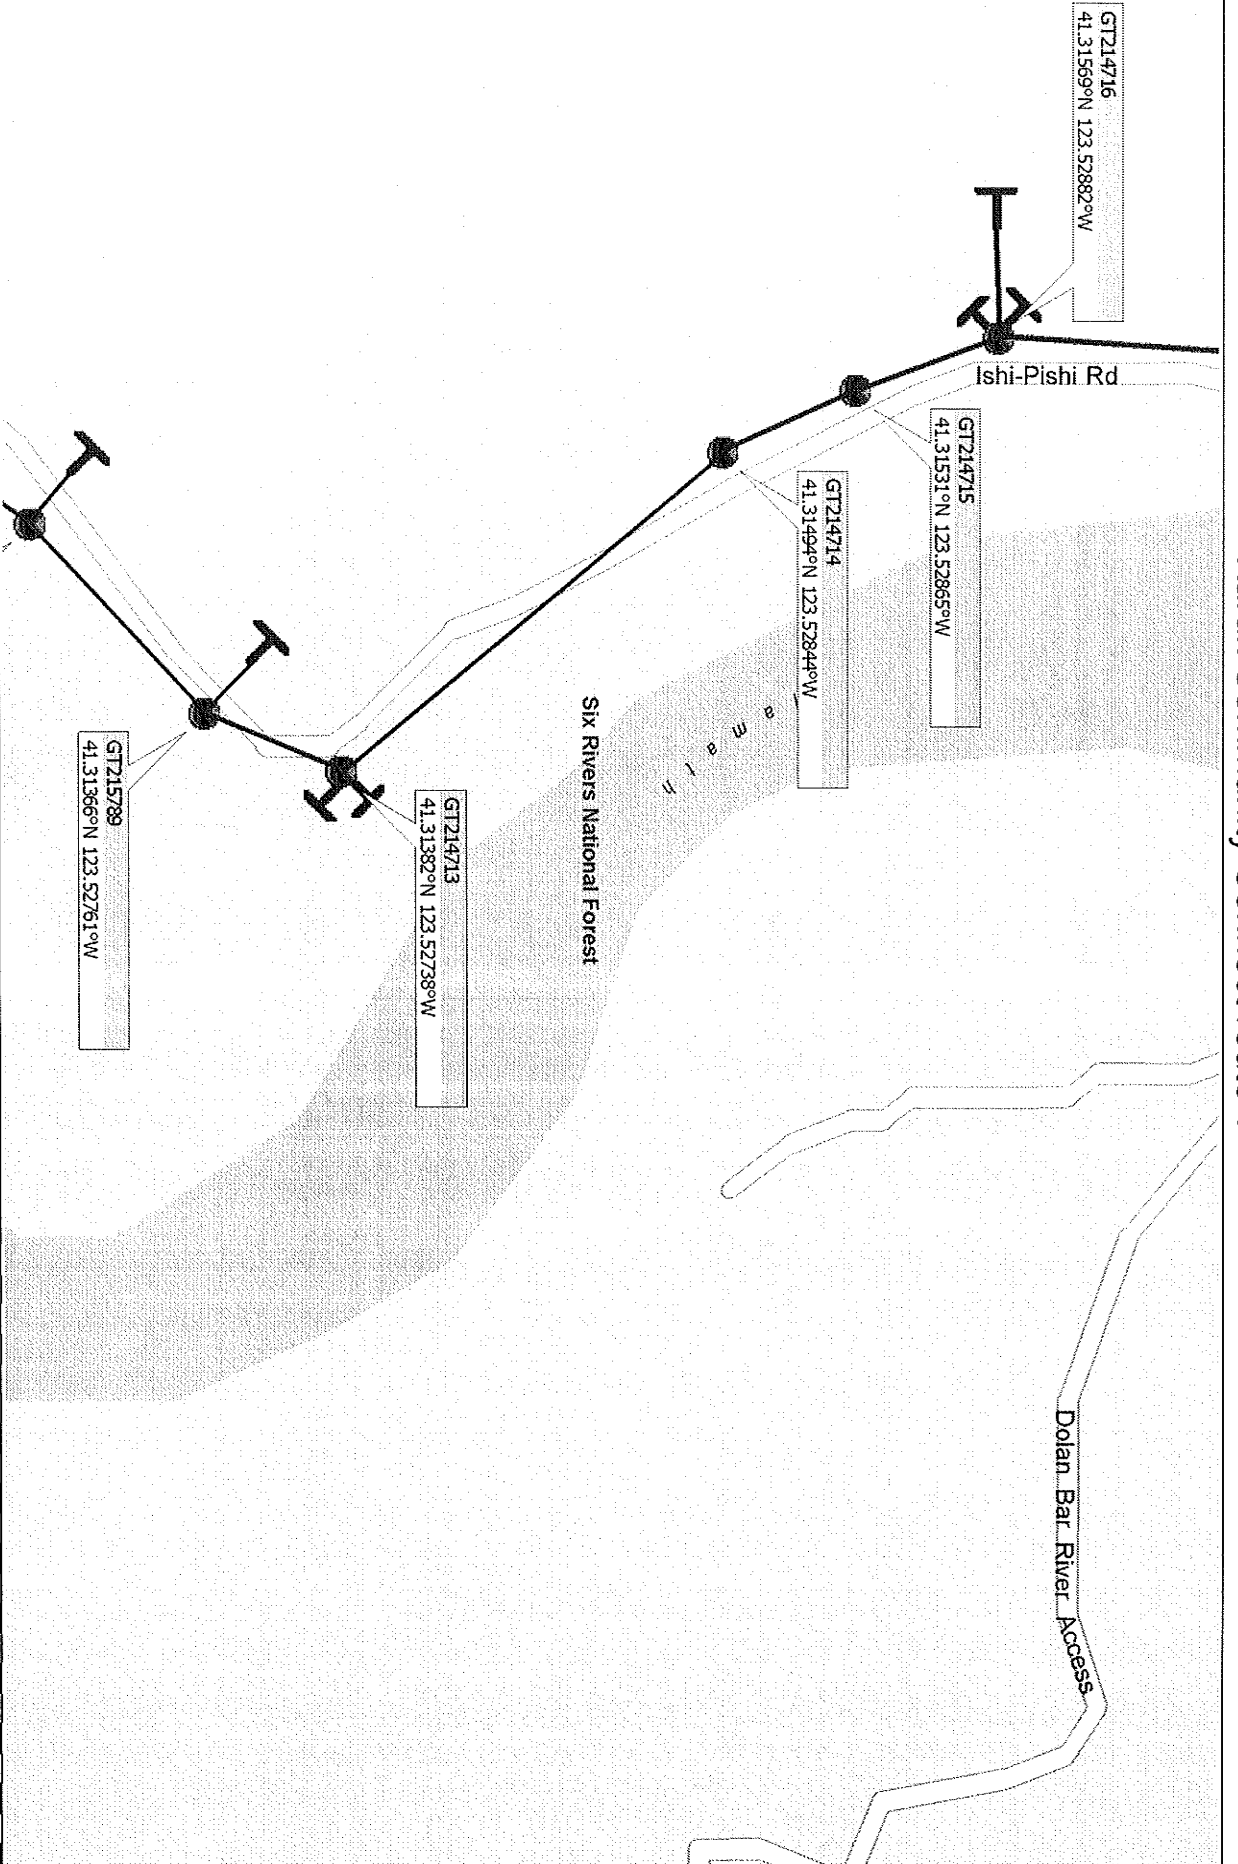 GT214716
41.31569°N 123.52882°W
Ishi-Pishi Rd
GT214715
41.31531°N 123.52865°W
GT214714
41.31494°N 123.52844°W
amath
Six Rivers National Forest
GT214713
41.31382°N 123.52738°W
GT215789
41.31366°N 123.52761°W
Dolan Bar River Access